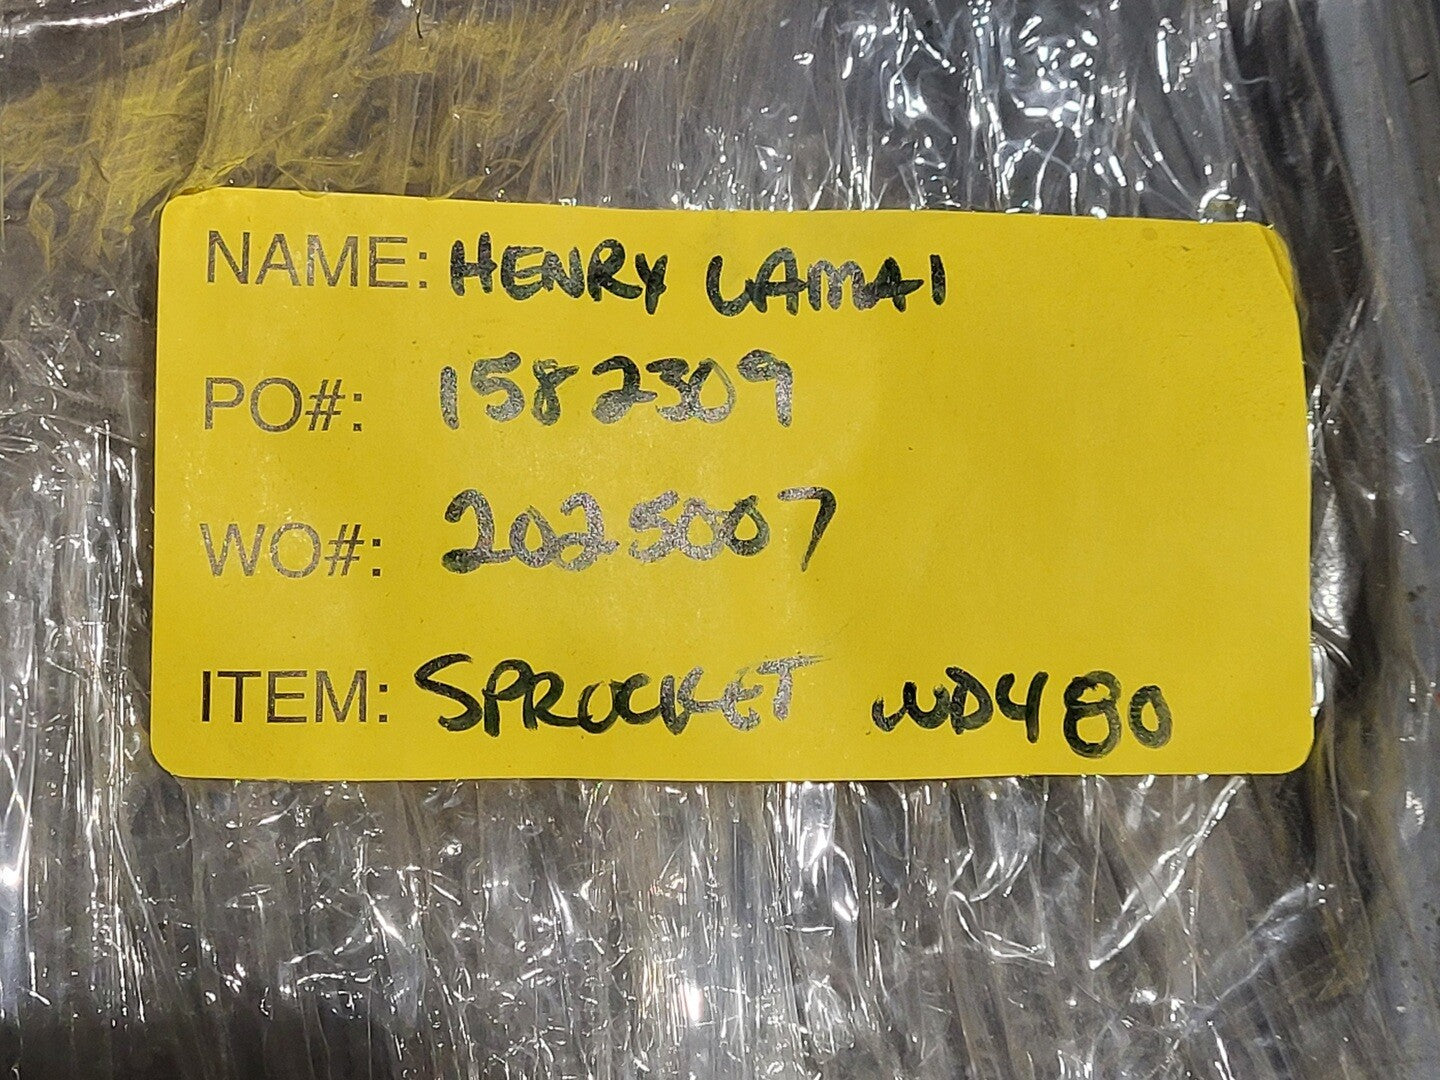 NAME: HENRY LAMAI
PO#: 1582309
WO#: 2025007
ITEM: SPROCKET WD480